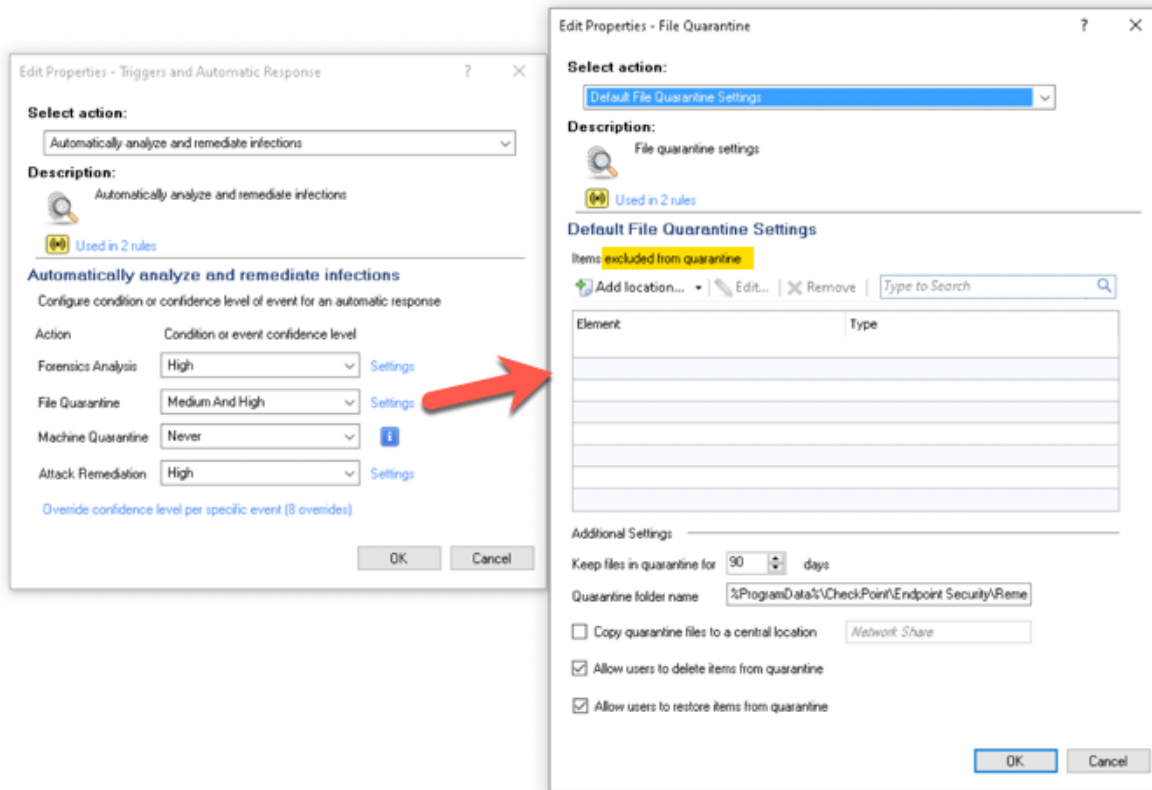 Edit Properties - Triggers and Automatic Response ?
Select action:
Automatically analyze and remediate infections
Description:
Automatically analyze and remediate infections
Used in 2 rules
Automatically analyze and remediate infections
Configure condition or confidence level of event for an automatic response
Action Condition or event confidence level
Forensics Analysis High Settings
File Quarantine Medium And High Settings
Machine Quarantine Never i
Attack Remediation High Settings
Override confidence level per specific event (8 overrides)
OK Cancel
Edit Properties - File Quarantine ?
Select action:
Default File Quarantine Settings
Description:
File quarantine settings
Used in 2 rules
Default File Quarantine Settings
Items excluded from quarantine
Add location... Edit... Remove Type to Search
Element Type
Additional Settings
Keep files in quarantine for 90 days
Quarantine folder name %ProgramData%\CheckPoint\Endpoint Security\Reme
Copy quarantine files to a central location Network Share
Allow users to delete items from quarantine
Allow users to restore items from quarantine
OK Cancel